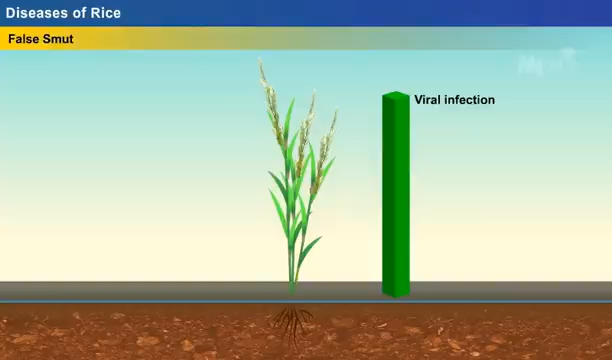 Diseases of Rice
False Smut
Viral infection